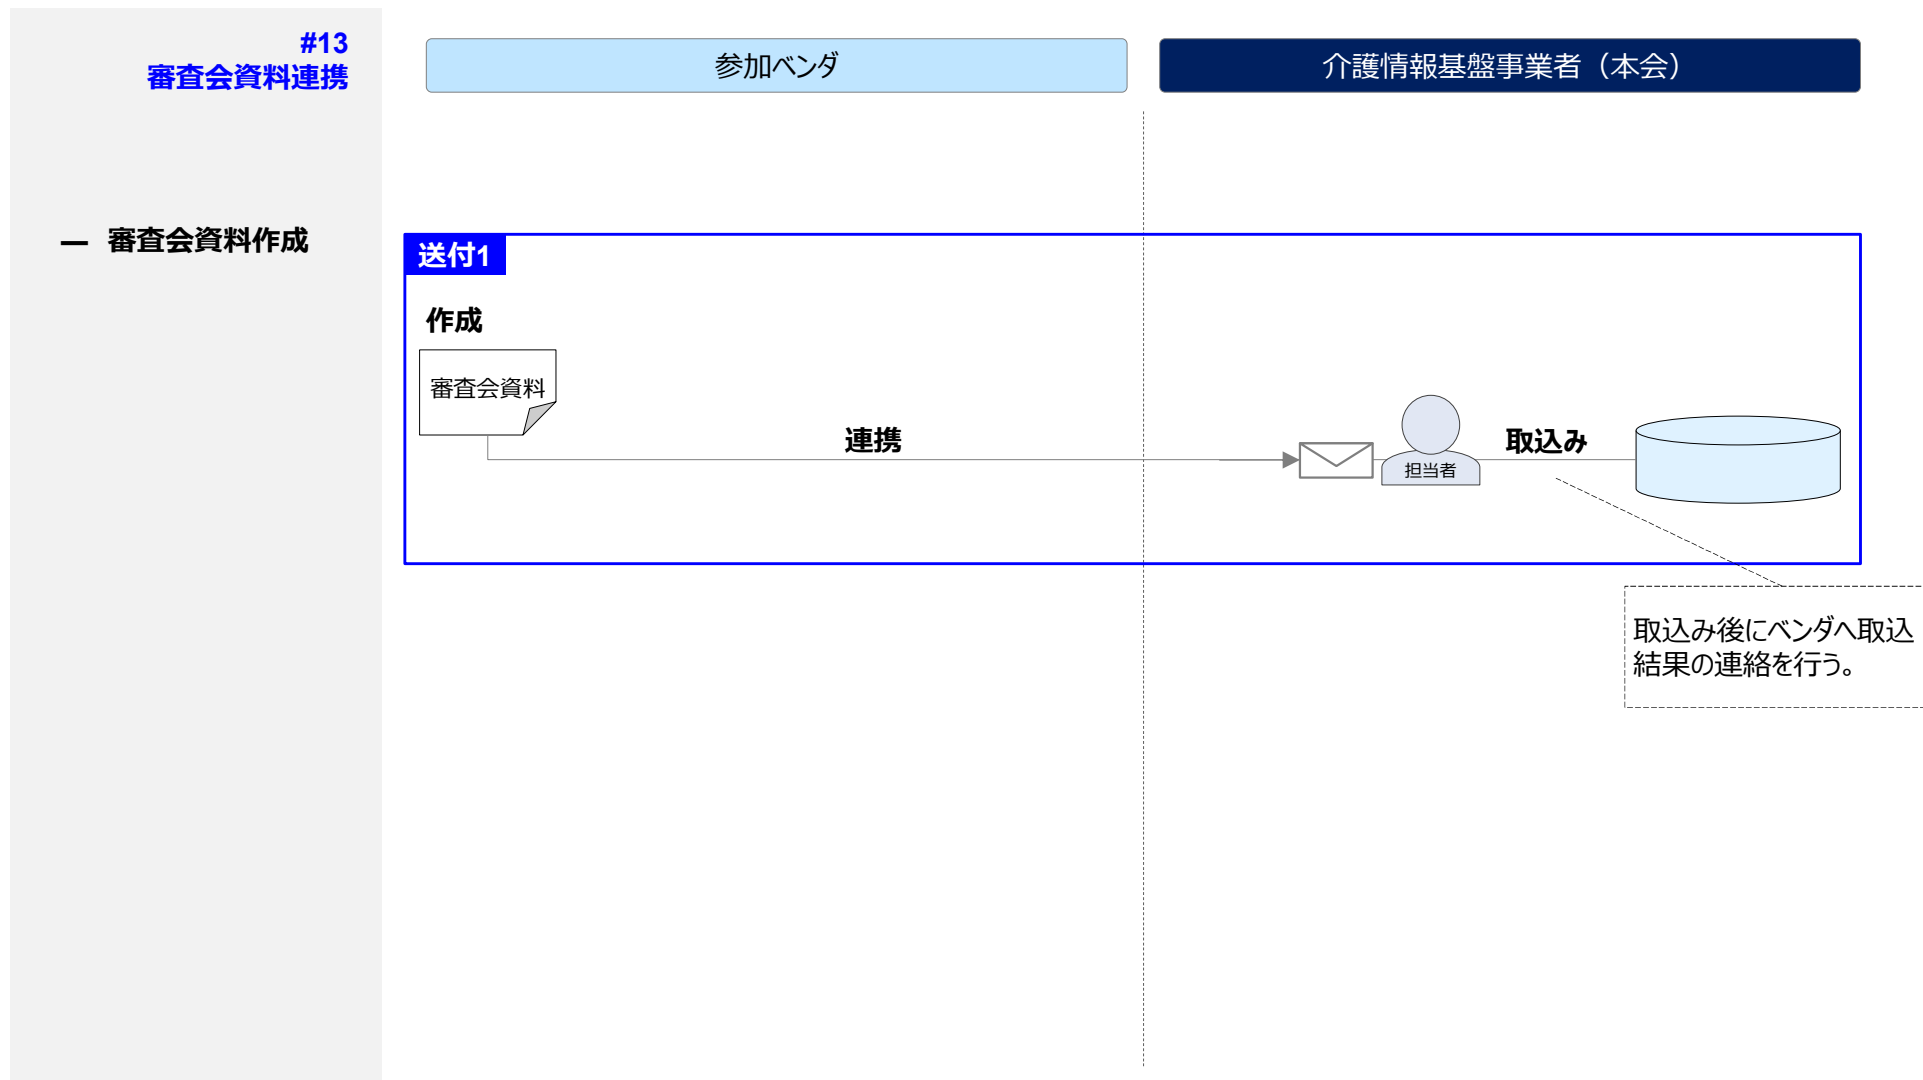 #13
審査会資料連携
参加ベンダ
介護情報基盤事業者（本会）
― 審査会資料作成
送付1
作成
審査会資料
連携
担当者
取込み
取込み後にベンダへ取込
結果の連絡を行う。